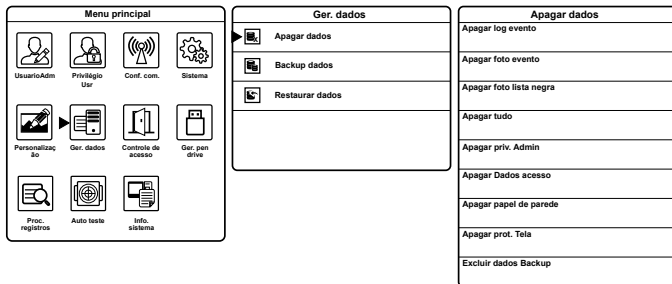 Menu principal
UsuarioAdm
Privilégio
Usr
Conf. com.
Sistema
Personalizaç
ão
Ger. dados
Controle de
acesso
Ger. pen
drive
Proc.
registros
Auto teste
Info.
sistema
Ger. dados
Apagar dados
Backup dados
Restaurar dados
Apagar dados
Apagar log evento
Apagar foto evento
Apagar foto lista negra
Apagar tudo
Apagar priv. Admin
Apagar Dados acesso
Apagar papel de parede
Apagar prot. Tela
Excluir dados Backup